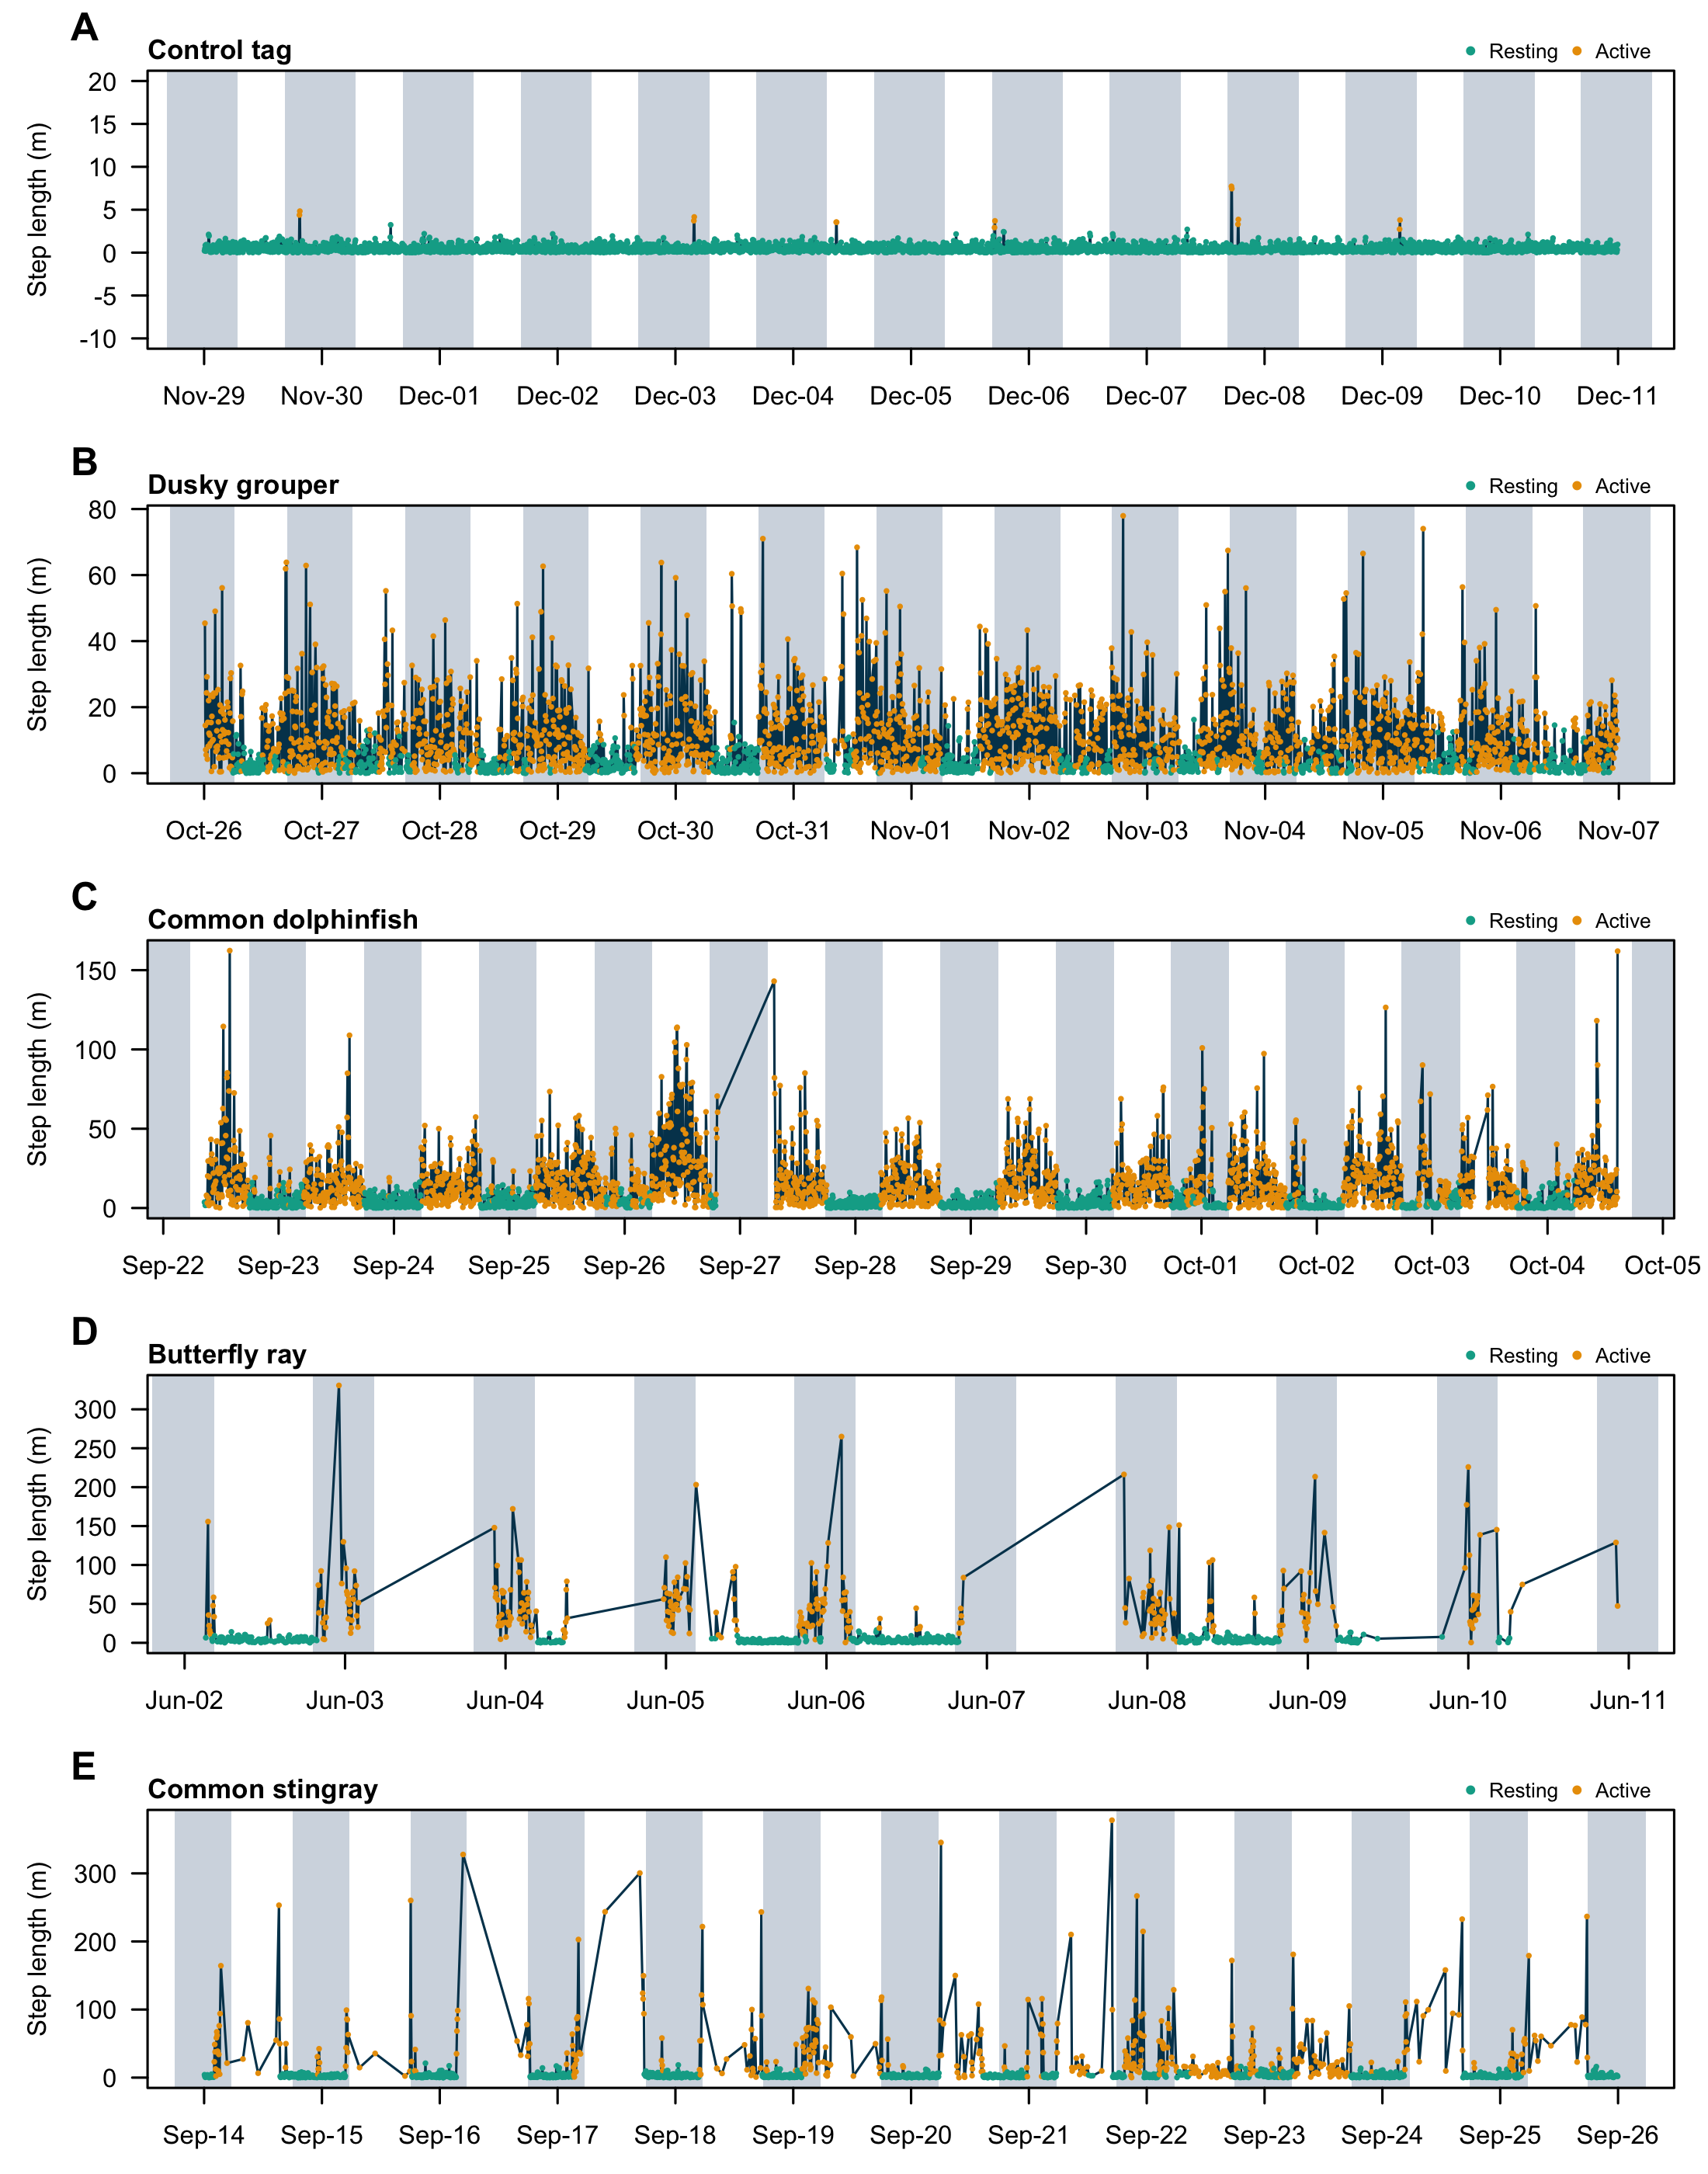 A
Control tag
Resting Active
Step length (m)
20
15
10
5
0
-5
-10
Nov-29 Nov-30 Dec-01 Dec-02 Dec-03 Dec-04 Dec-05 Dec-06 Dec-07 Dec-08 Dec-09 Dec-10 Dec-11
B
Dusky grouper
Resting Active
Step length (m)
80
60
40
20
0
Oct-26 Oct-27 Oct-28 Oct-29 Oct-30 Oct-31 Nov-01 Nov-02 Nov-03 Nov-04 Nov-05 Nov-06 Nov-07
C
Common dolphinfish
Resting Active
Step length (m)
150
100
50
0
Sep-22 Sep-23 Sep-24 Sep-25 Sep-26 Sep-27 Sep-28 Sep-29 Sep-30 Oct-01 Oct-02 Oct-03 Oct-04 Oct-05
D
Butterfly ray
Resting Active
Step length (m)
300
250
200
150
100
50
0
Jun-02 Jun-03 Jun-04 Jun-05 Jun-06 Jun-07 Jun-08 Jun-09 Jun-10 Jun-11
E
Common stingray
Resting Active
Step length (m)
300
200
100
0
Sep-14 Sep-15 Sep-16 Sep-17 Sep-18 Sep-19 Sep-20 Sep-21 Sep-22 Sep-23 Sep-24 Sep-25 Sep-26